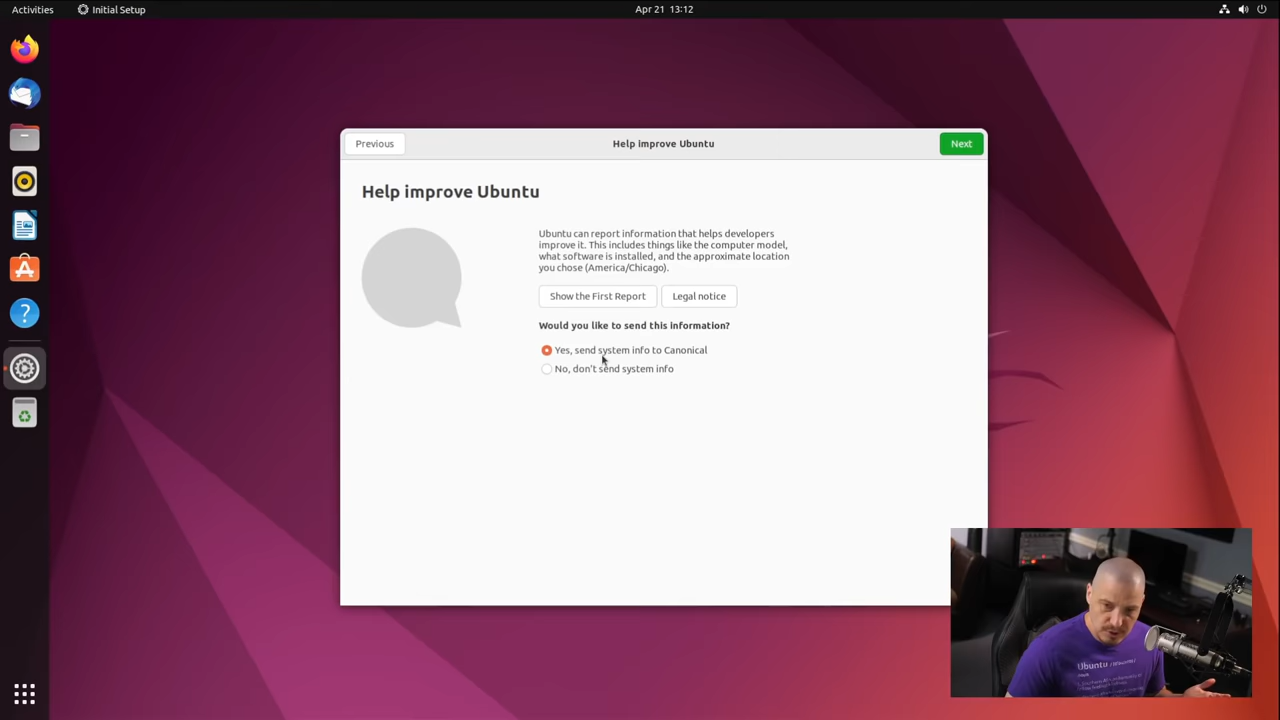 Activities
Initial Setup
Apr 21 13:12
Previous
Help improve Ubuntu
Next
Help improve Ubuntu
Ubuntu can report information that helps developers
improve it. This includes things like the computer model,
what software is installed, and the approximate location
you chose (America/Chicago).
Show the First Report
Legal notice
Would you like to send this information?
Yes, send system info to Canonical
No, don't send system info
Ubuntu